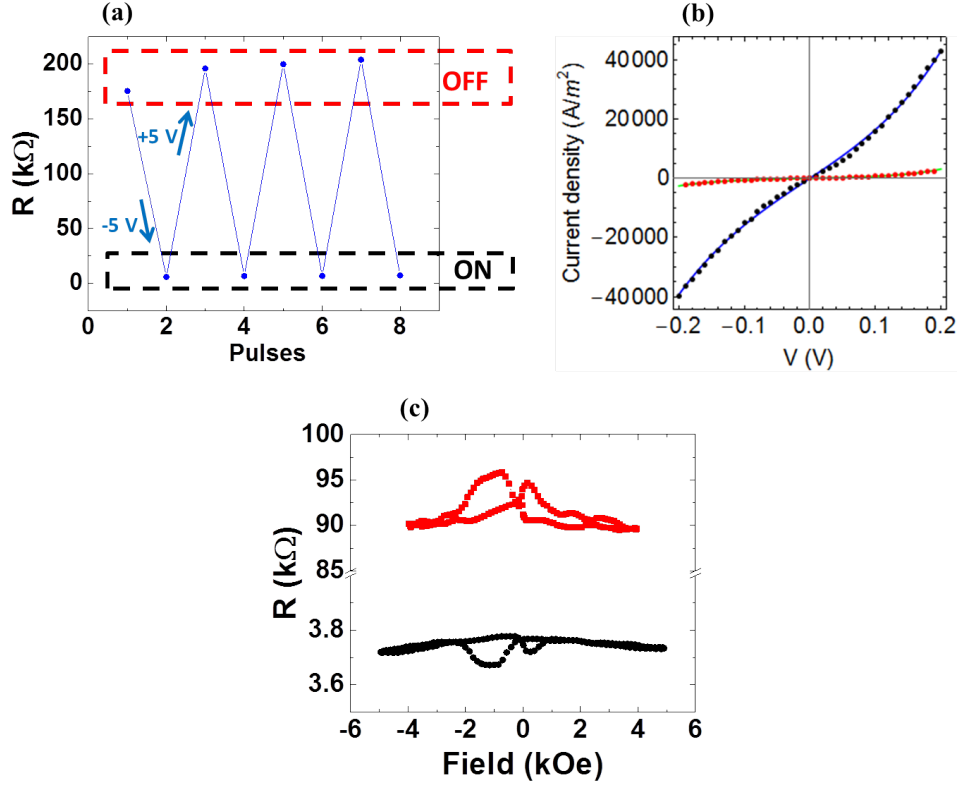 (a)
200
150
100
50
0
R (kΩ)
OFF
+5 V
-5 V
ON
0 2 4 6 8
Pulses
(b)
40000
20000
0
−20000
−40000
Current density (A/m²)
−0.2 −0.1 0.0 0.1 0.2
V (V)
(c)
100
95
90
85
3.8
3.6
R (kΩ)
-6 -4 -2 0 2 4 6
Field (kOe)